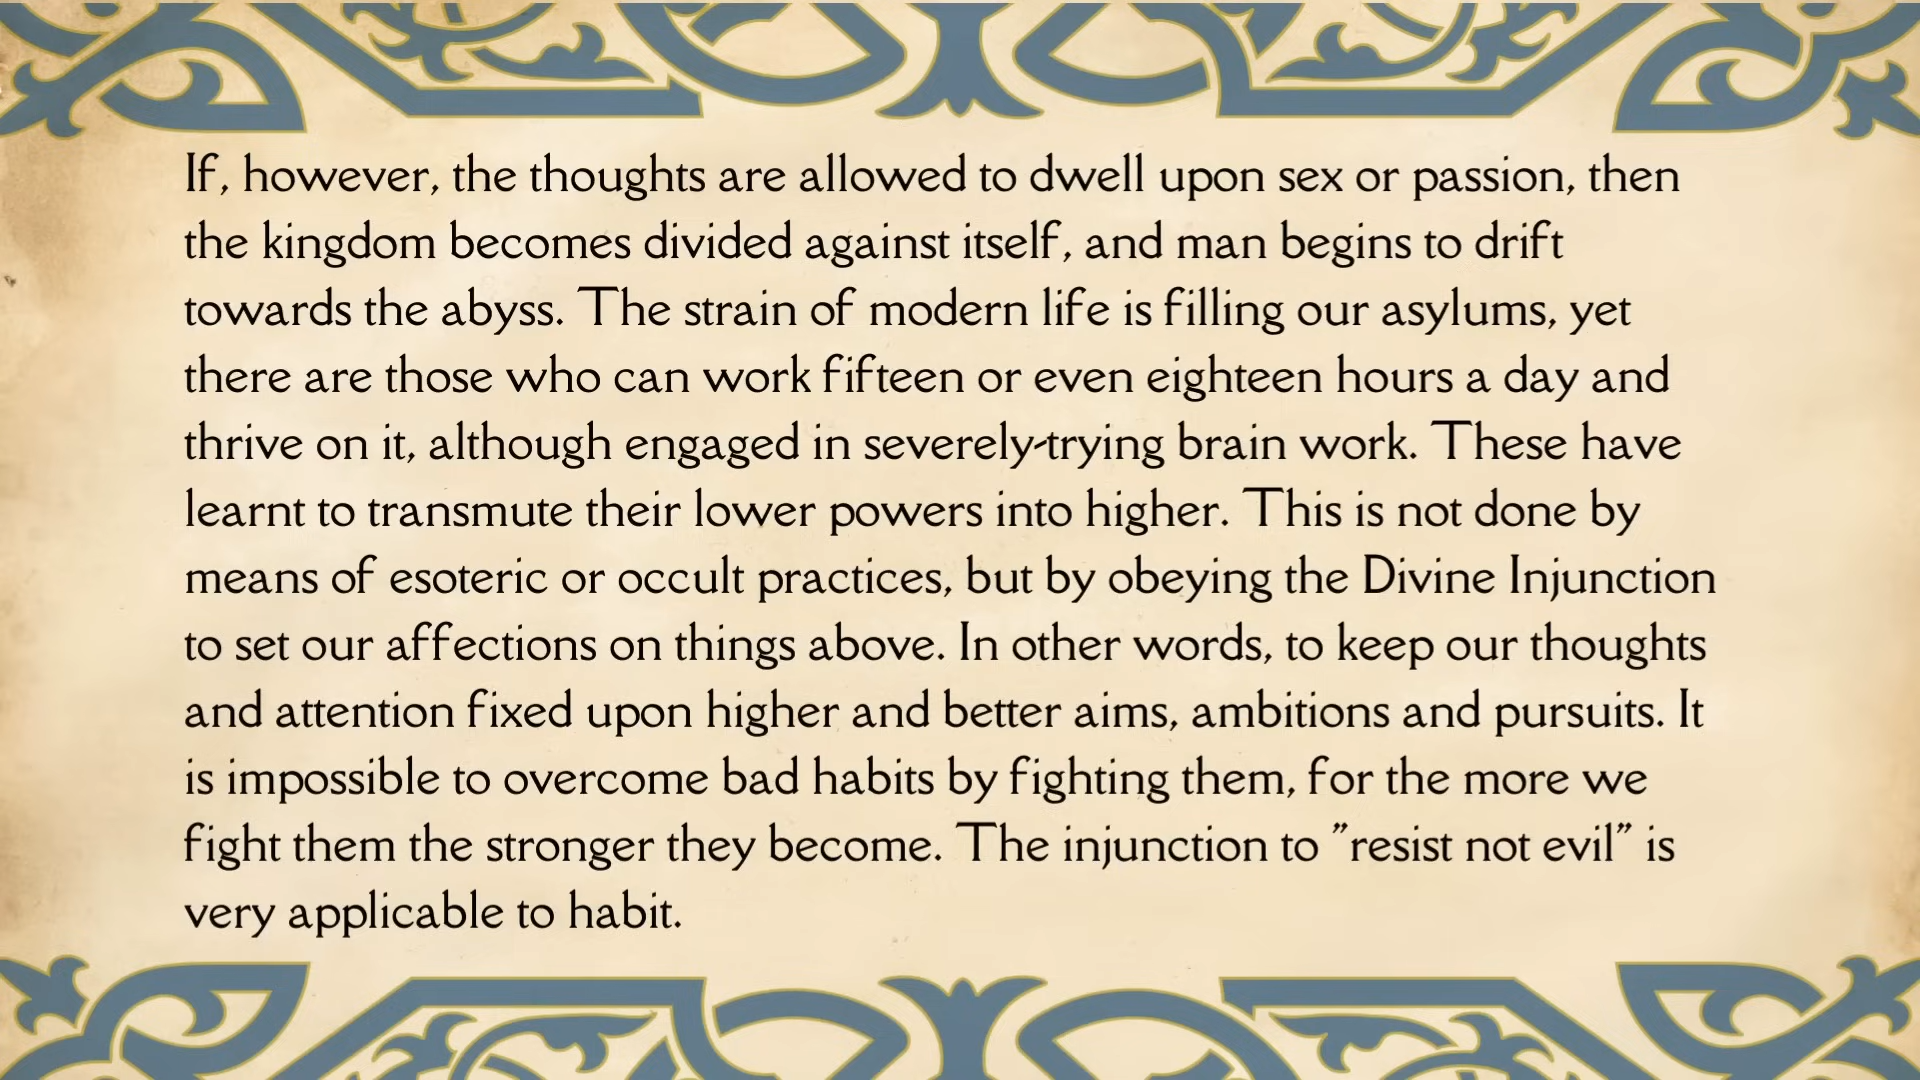 If, however, the thoughts are allowed to dwell upon sex or passion, then
the kingdom becomes divided against itself, and man begins to drift
towards the abyss. The strain of modern life is filling our asylums, yet
there are those who can work fifteen or even eighteen hours a day and
thrive on it, although engaged in severely-trying brain work. These have
learnt to transmute their lower powers into higher. This is not done by
means of esoteric or occult practices, but by obeying the Divine Injunction
to set our affections on things above. In other words, to keep our thoughts
and attention fixed upon higher and better aims, ambitions and pursuits. It
is impossible to overcome bad habits by fighting them, for the more we
fight them the stronger they become. The injunction to "resist not evil" is
very applicable to habit.